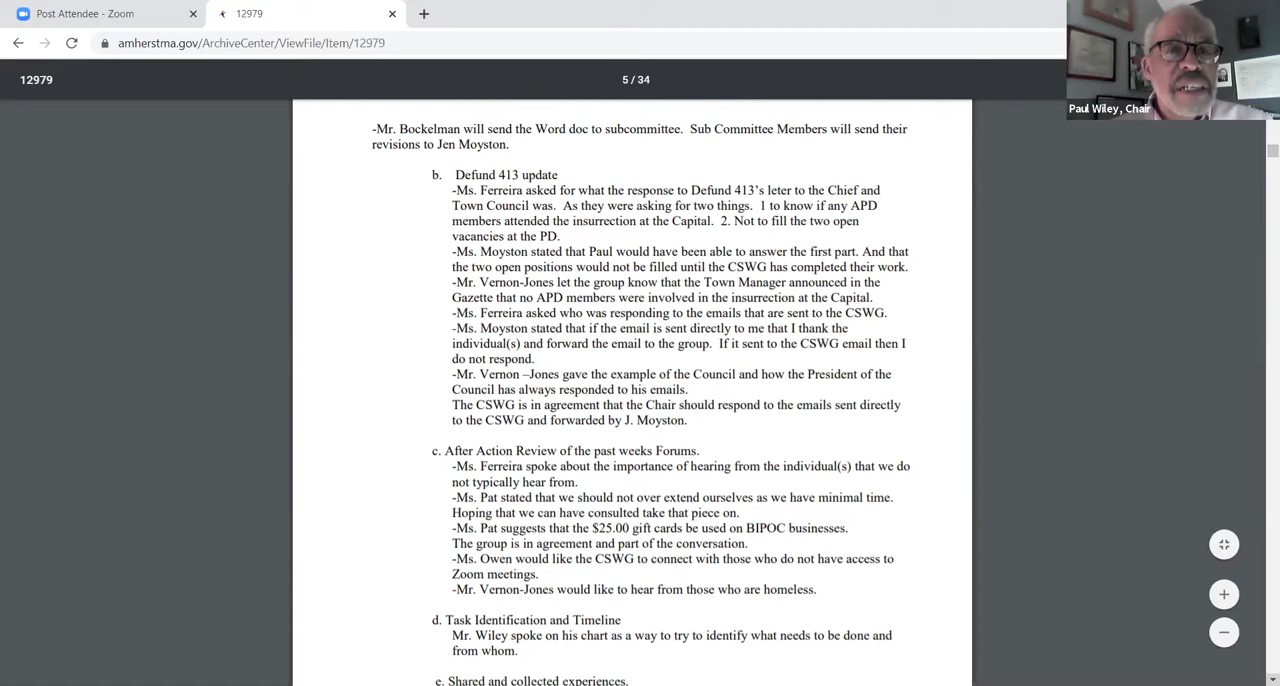 Post Attendee - Zoom
12979
amherstma.gov/ArchiveCenter/ViewFile/Item/12979
12979
5 / 34
Paul Wiley, Chair
-Mr. Bockelman will send the Word doc to subcommittee. Sub Committee Members will send their
revisions to Jen Moyston.
b. Defund 413 update
-Ms. Ferreira asked for what the response to Defund 413's leter to the Chief and
Town Council was. As they were asking for two things. 1 to know if any APD
members attended the insurrection at the Capital. 2. Not to fill the two open
vacancies at the PD.
-Ms. Moyston stated that Paul would have been able to answer the first part. And that
the two open positions would not be filled until the CSWG has completed their work.
-Mr. Vernon-Jones let the group know that the Town Manager announced in the
Gazette that no APD members were involved in the insurrection at the Capital.
-Ms. Ferreira asked who was responding to the emails that are sent to the CSWG.
-Ms. Moyston stated that if the email is sent directly to me that I thank the
individual(s) and forward the email to the group. If it sent to the CSWG email then I
do not respond.
-Mr. Vernon –Jones gave the example of the Council and how the President of the
Council has always responded to his emails.
The CSWG is in agreement that the Chair should respond to the emails sent directly
to the CSWG and forwarded by J. Moyston.
c. After Action Review of the past weeks Forums.
-Ms. Ferreira spoke about the importance of hearing from the individual(s) that we do
not typically hear from.
-Ms. Pat stated that we should not over extend ourselves as we have minimal time.
Hoping that we can have consulted take that piece on.
-Ms. Pat suggests that the $25.00 gift cards be used on BIPOC businesses.
The group is in agreement and part of the conversation.
-Ms. Owen would like the CSWG to connect with those who do not have access to
Zoom meetings.
-Mr. Vernon-Jones would like to hear from those who are homeless.
d. Task Identification and Timeline
Mr. Wiley spoke on his chart as a way to try to identify what needs to be done and
from whom.
e. Shared and collected experiences.